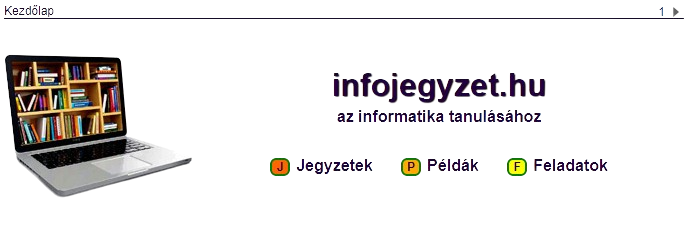 Kezdőlap 1
infojegyzet.hu
az informatika tanulásához
J Jegyzetek P Példák F Feladatok